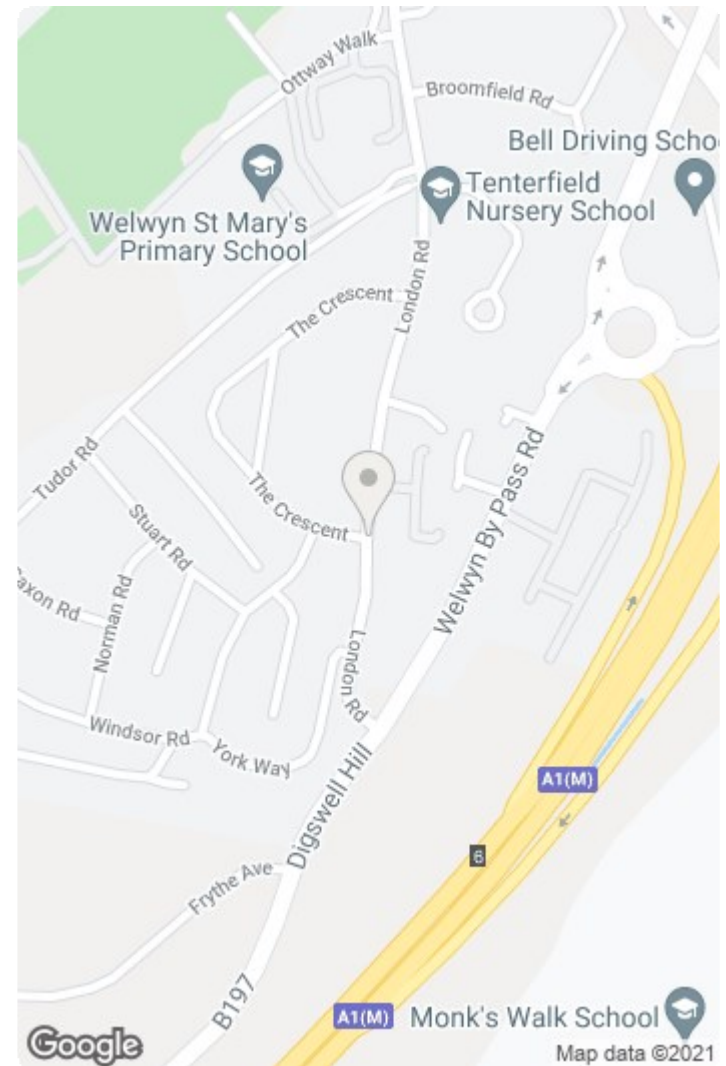 Ottway Walk
Broomfield Rd
Bell Driving Scho
Tenterfield
Nursery School
Welwyn St Mary's
Primary School
London Rd
The Crescent
Tudor Rd
The Crescent
Welwyn By Pass Rd
Stuart Rd
axon Rd
Norman Rd
London Rd
Windsor Rd
York Way
Digswell Hill
A1(M)
6
Frythe Ave
B197
A1(M)
Monk's Walk School
Google
Map data ©2021